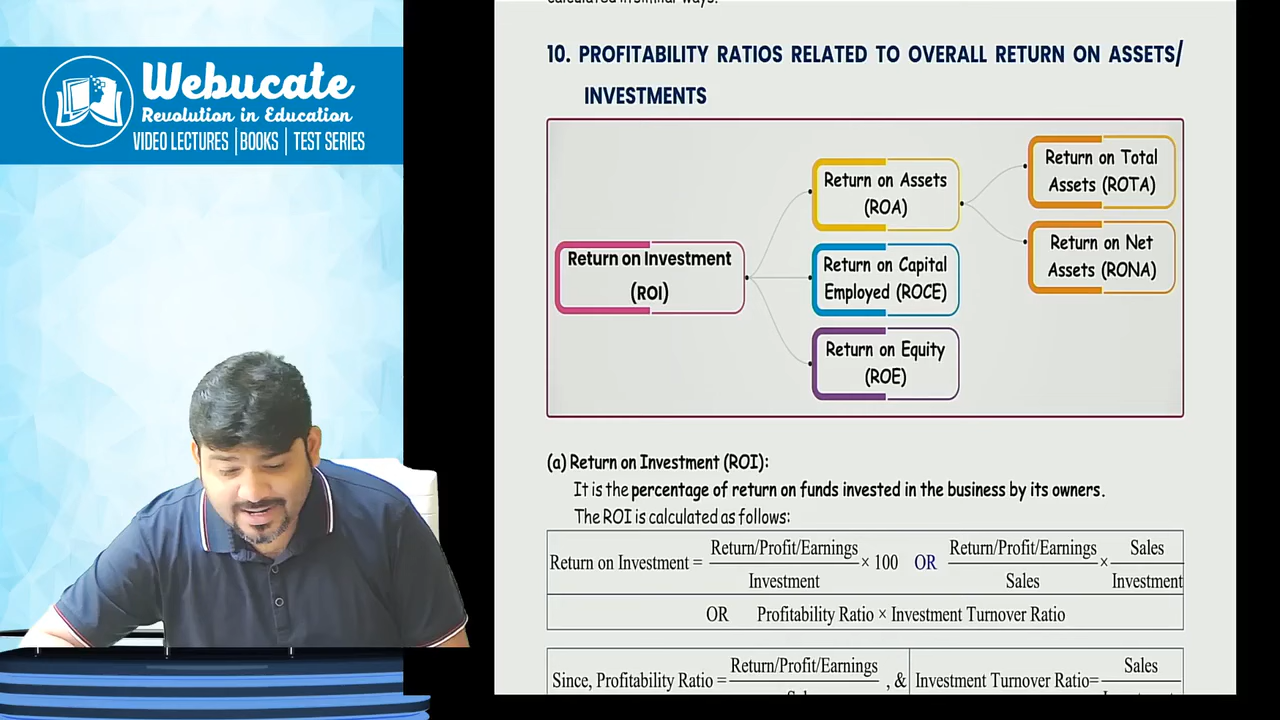 Webucate
Revolution in Education
VIDEO LECTURES | BOOKS | TEST SERIES
calculated in similar ways.
10. PROFITABILITY RATIOS RELATED TO OVERALL RETURN ON ASSETS/
INVESTMENTS
Return on Investment
(ROI)
Return on Assets
(ROA)
Return on Capital
Employed (ROCE)
Return on Equity
(ROE)
Return on Total
Assets (ROTA)
Return on Net
Assets (RONA)
(a) Return on Investment (ROI):
It is the percentage of return on funds invested in the business by its owners.
The ROI is calculated as follows:
Return on Investment = Return/Profit/Earnings / Investment × 100 OR Return/Profit/Earnings / Sales × Sales / Investment
OR Profitability Ratio × Investment Turnover Ratio
Since, Profitability Ratio = Return/Profit/Earnings , & Investment Turnover Ratio= Sales